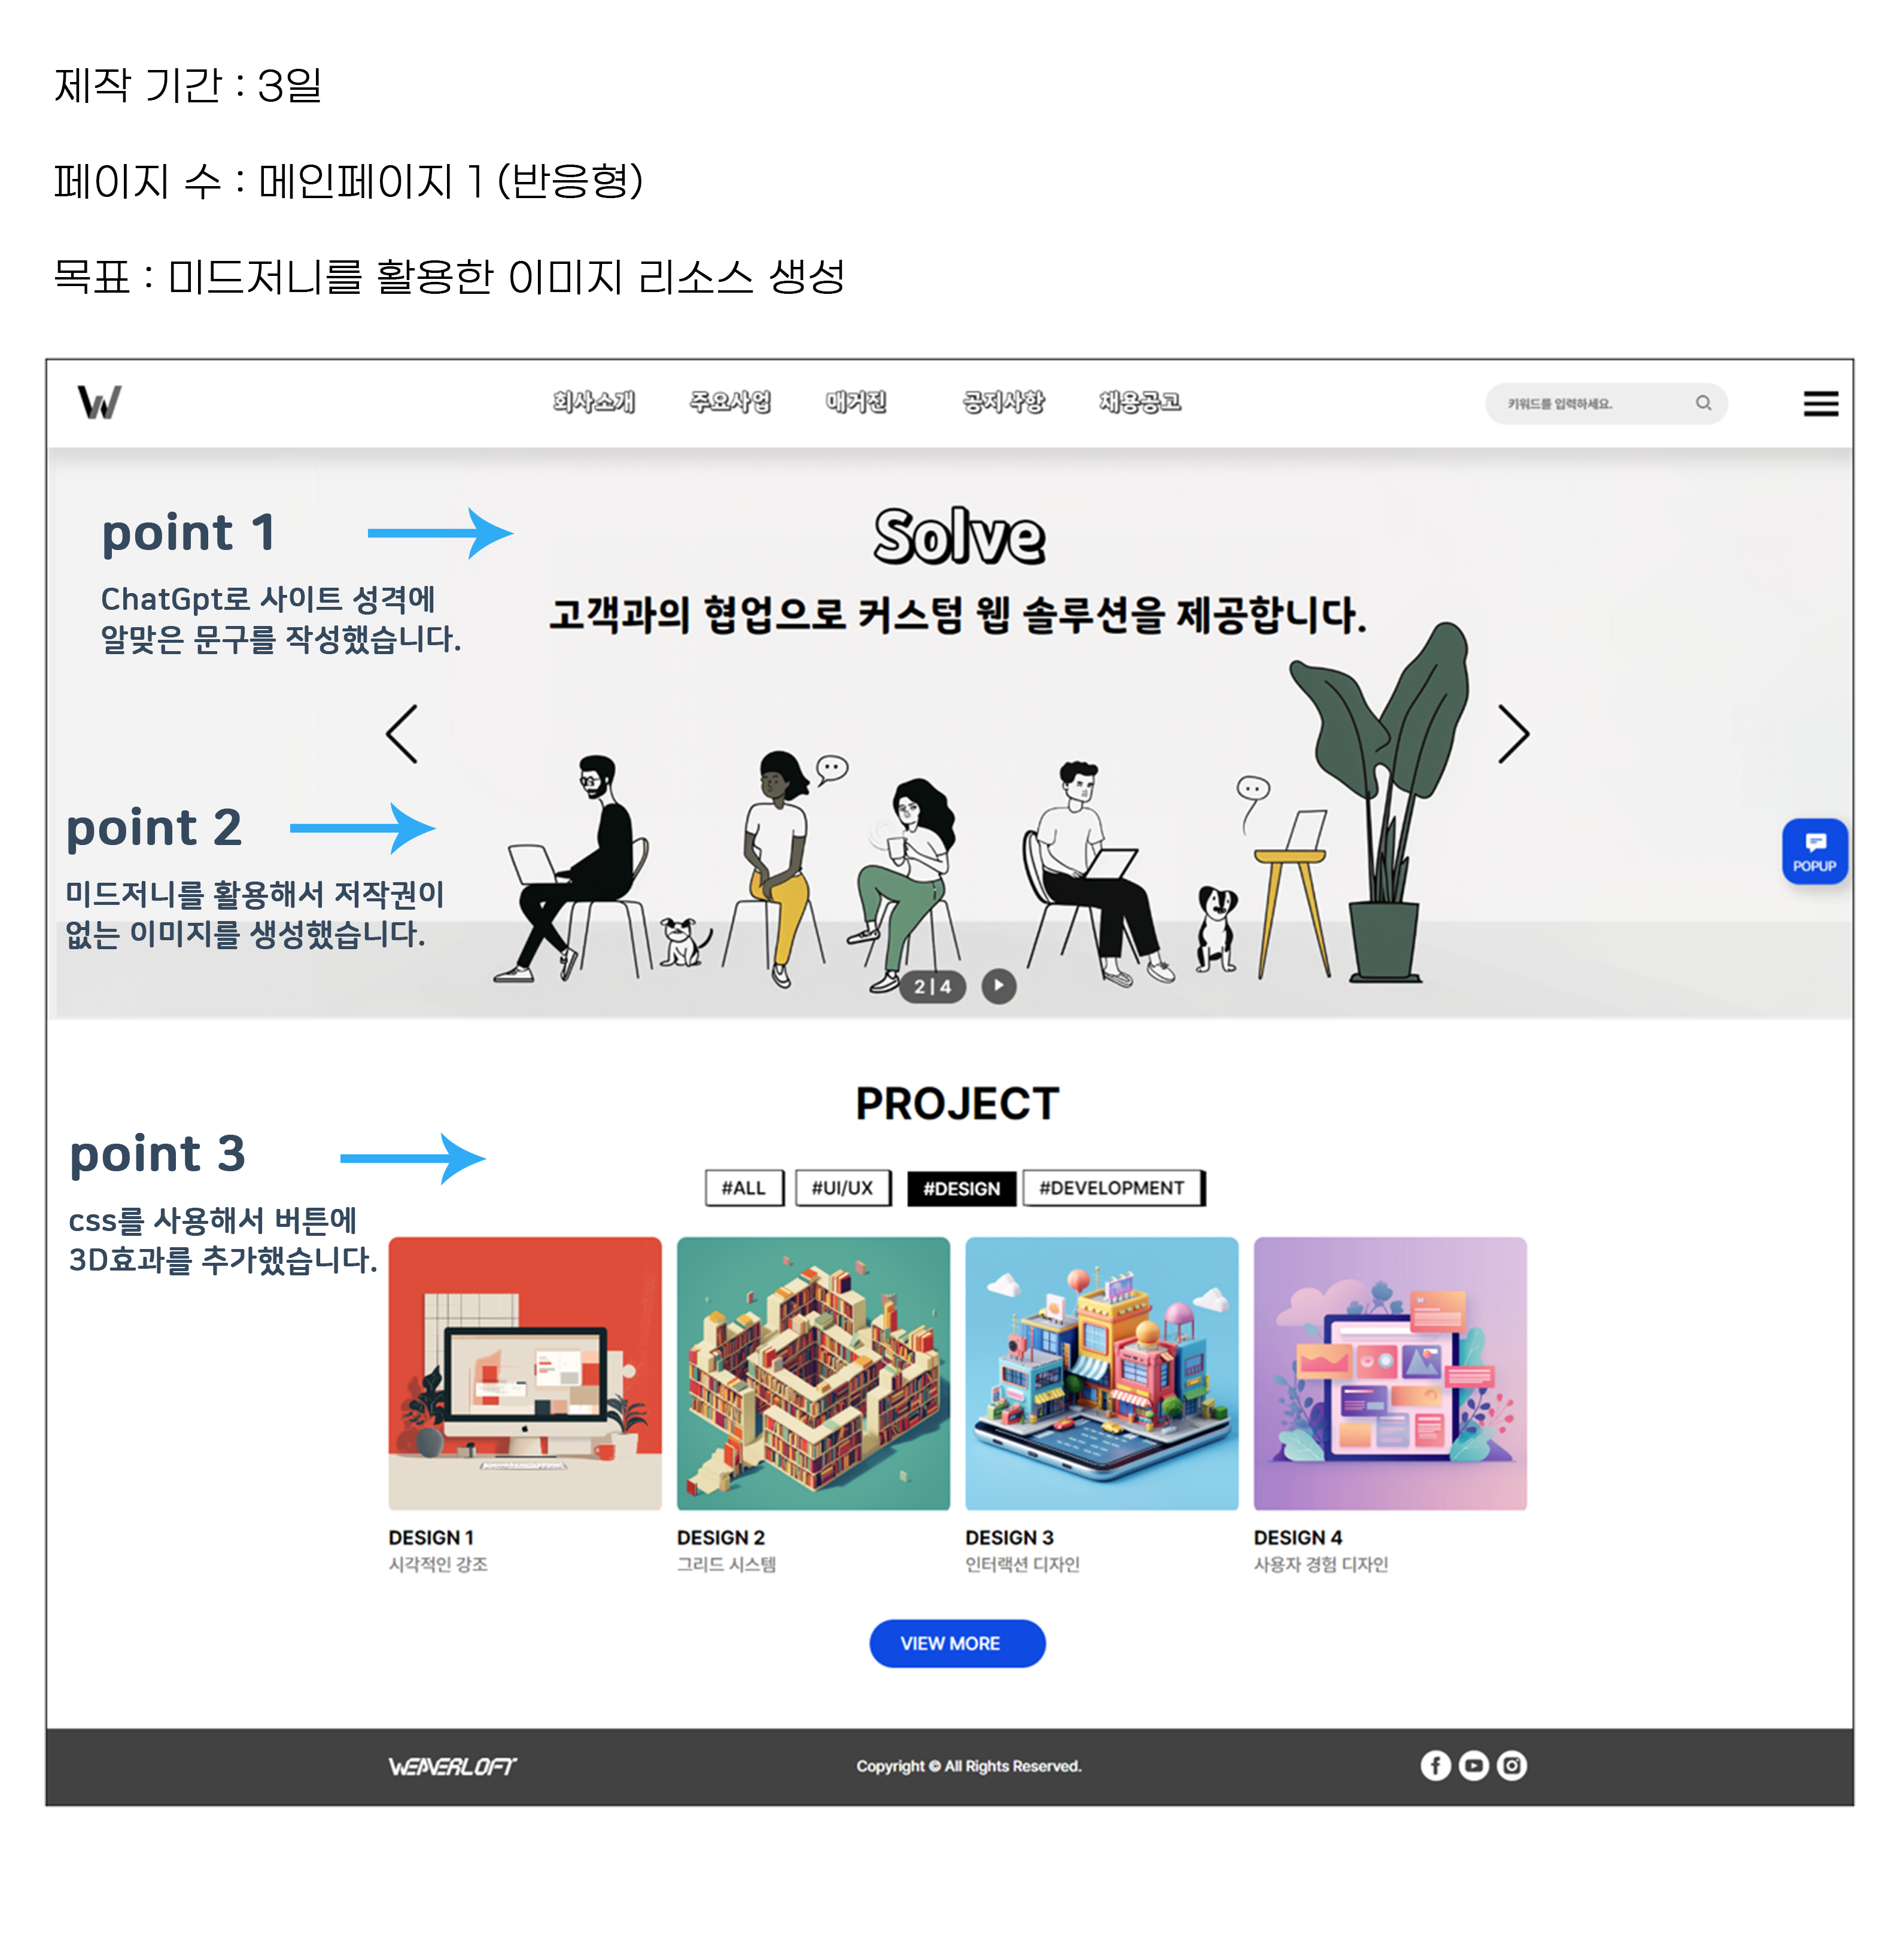 제작 기간 : 3일
페이지 수 : 메인페이지 1 (반응형)
목표 : 미드저니를 활용한 이미지 리소스 생성
W
회사소개 주요사업 매거진 공지사항 채용공고
키워드를 입력하세요.
point 1
ChatGpt로 사이트 성격에
알맞은 문구를 작성했습니다.
Solve
고객과의 협업으로 커스텀 웹 솔루션을 제공합니다.
point 2
미드저니를 활용해서 저작권이
없는 이미지를 생성했습니다.
POPUP
2 | 4
PROJECT
point 3
css를 사용해서 버튼에
3D효과를 추가했습니다.
#ALL #UI/UX #DESIGN #DEVELOPMENT
DESIGN 1
시각적인 강조
DESIGN 2
그리드 시스템
DESIGN 3
인터랙션 디자인
DESIGN 4
사용자 경험 디자인
VIEW MORE
WEAVERLOFT
Copyright © All Rights Reserved.